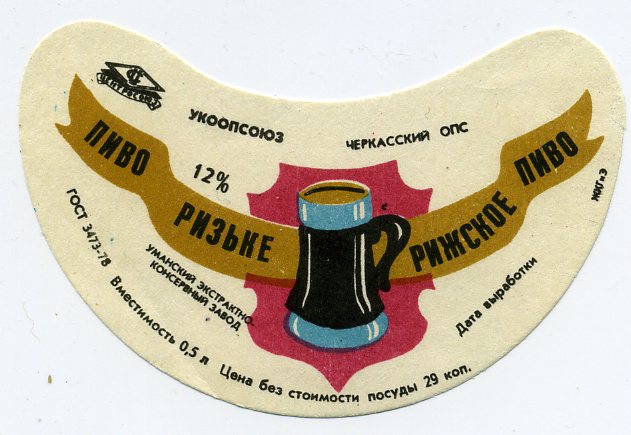 ЦЕНТРОСОЮЗ
УКООПСОЮЗ
ЧЕРКАССКИЙ ОПС
ПИВО
РИЗЬКЕ
12%
РИЖСКОЕ
ПИВО
УМАНСКИЙ ЭКСТРАКТНО-
КОНСЕРВНЫЙ ЗАВОД
ГОСТ 3473-78
Вместимость 0,5 л
Цена без стоимости посуды 29 коп.
Дата выработки